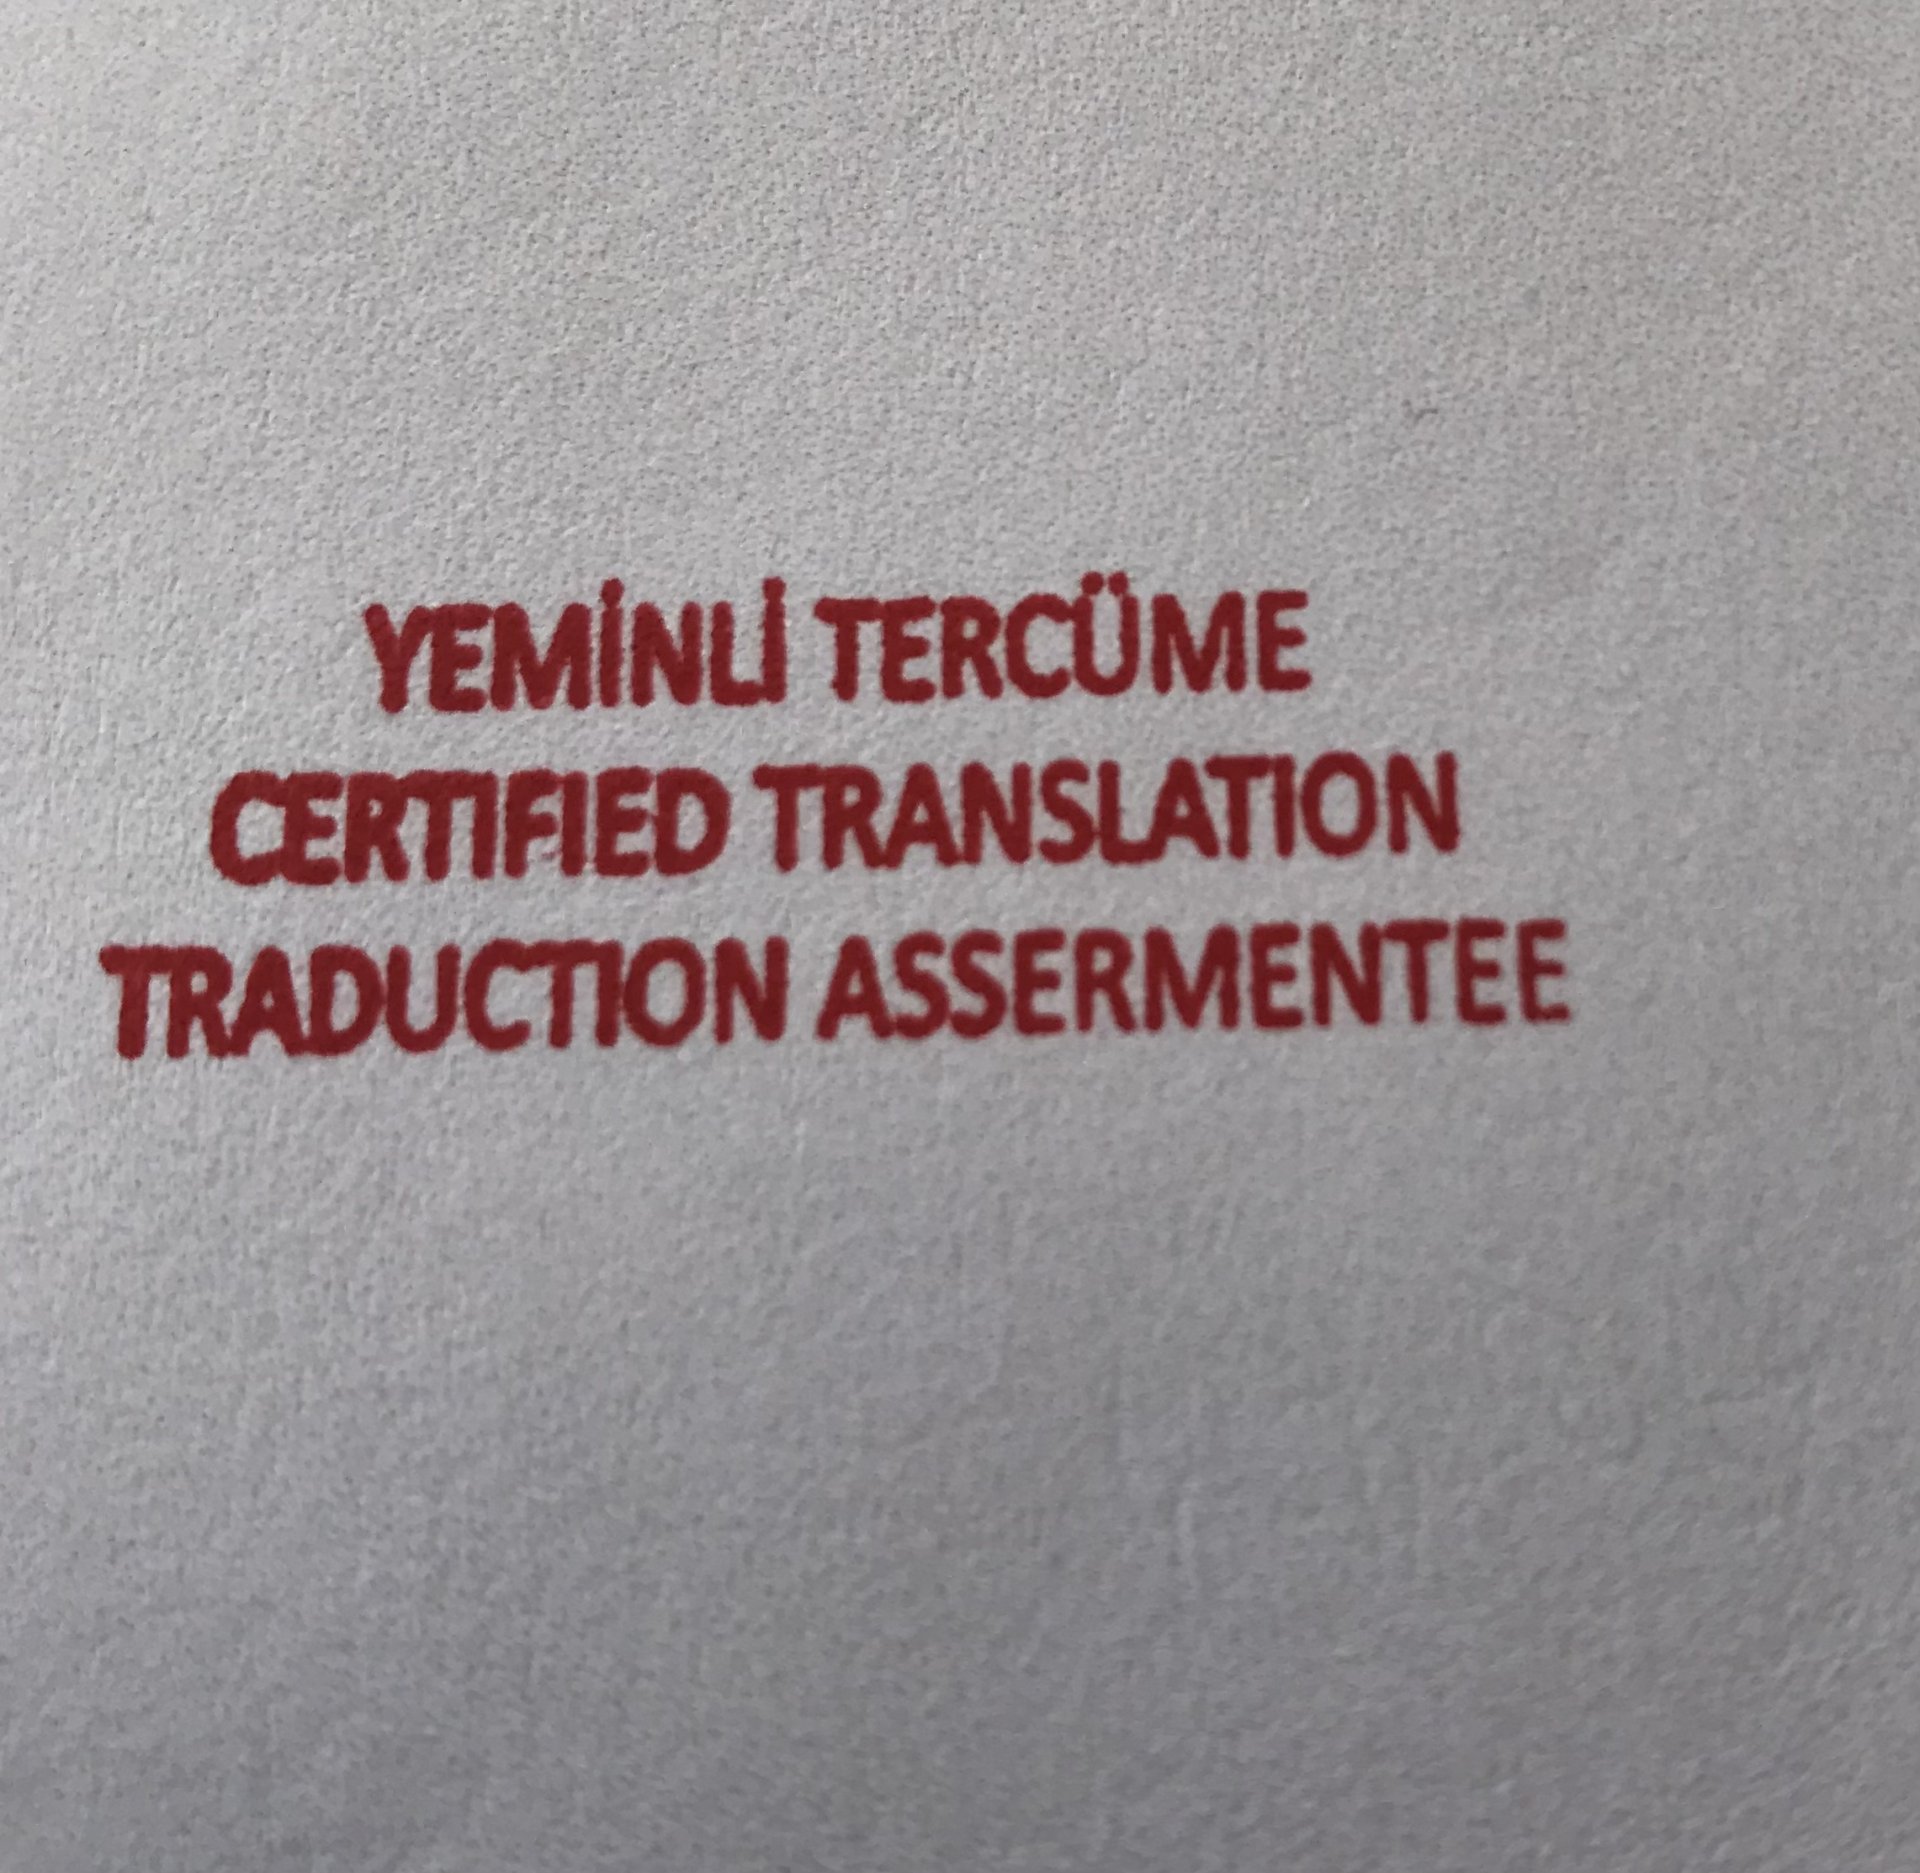 YEMİNLİ TERCÜME
CERTIFIED TRANSLATION
TRADUCTION ASSERMENTEE